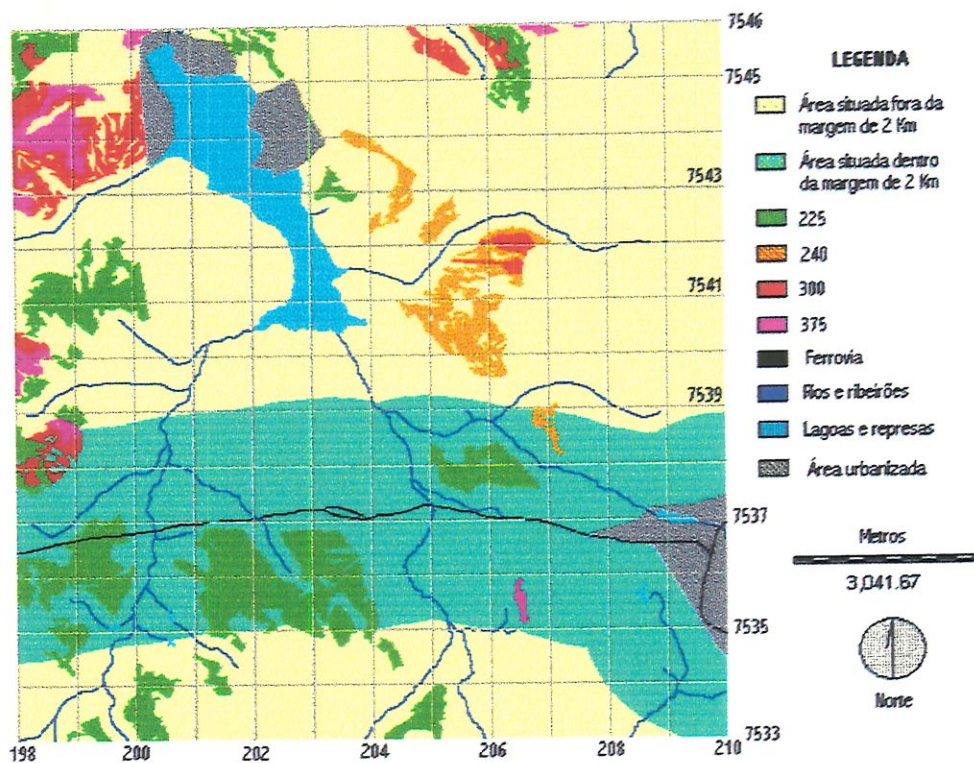 7546
7545
7543
7541
7539
7537
7535
7533
198
200
202
204
206
208
210
LEGENDA
Área situada fora da
margem de 2 Km
Área situada dentro
da margem de 2 Km
225
240
300
375
Ferrovia
Rios e ribeirões
Lagoas e represas
Área urbanizada
Metros
3,041.67
Norte